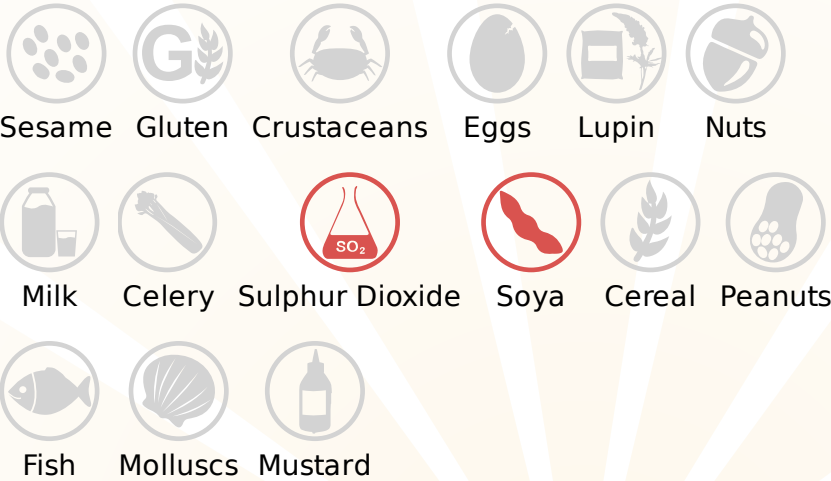 G
Sesame Gluten Crustaceans Eggs Lupin Nuts
SO₂
Milk Celery Sulphur Dioxide Soya Cereal Peanuts
Fish Molluscs Mustard